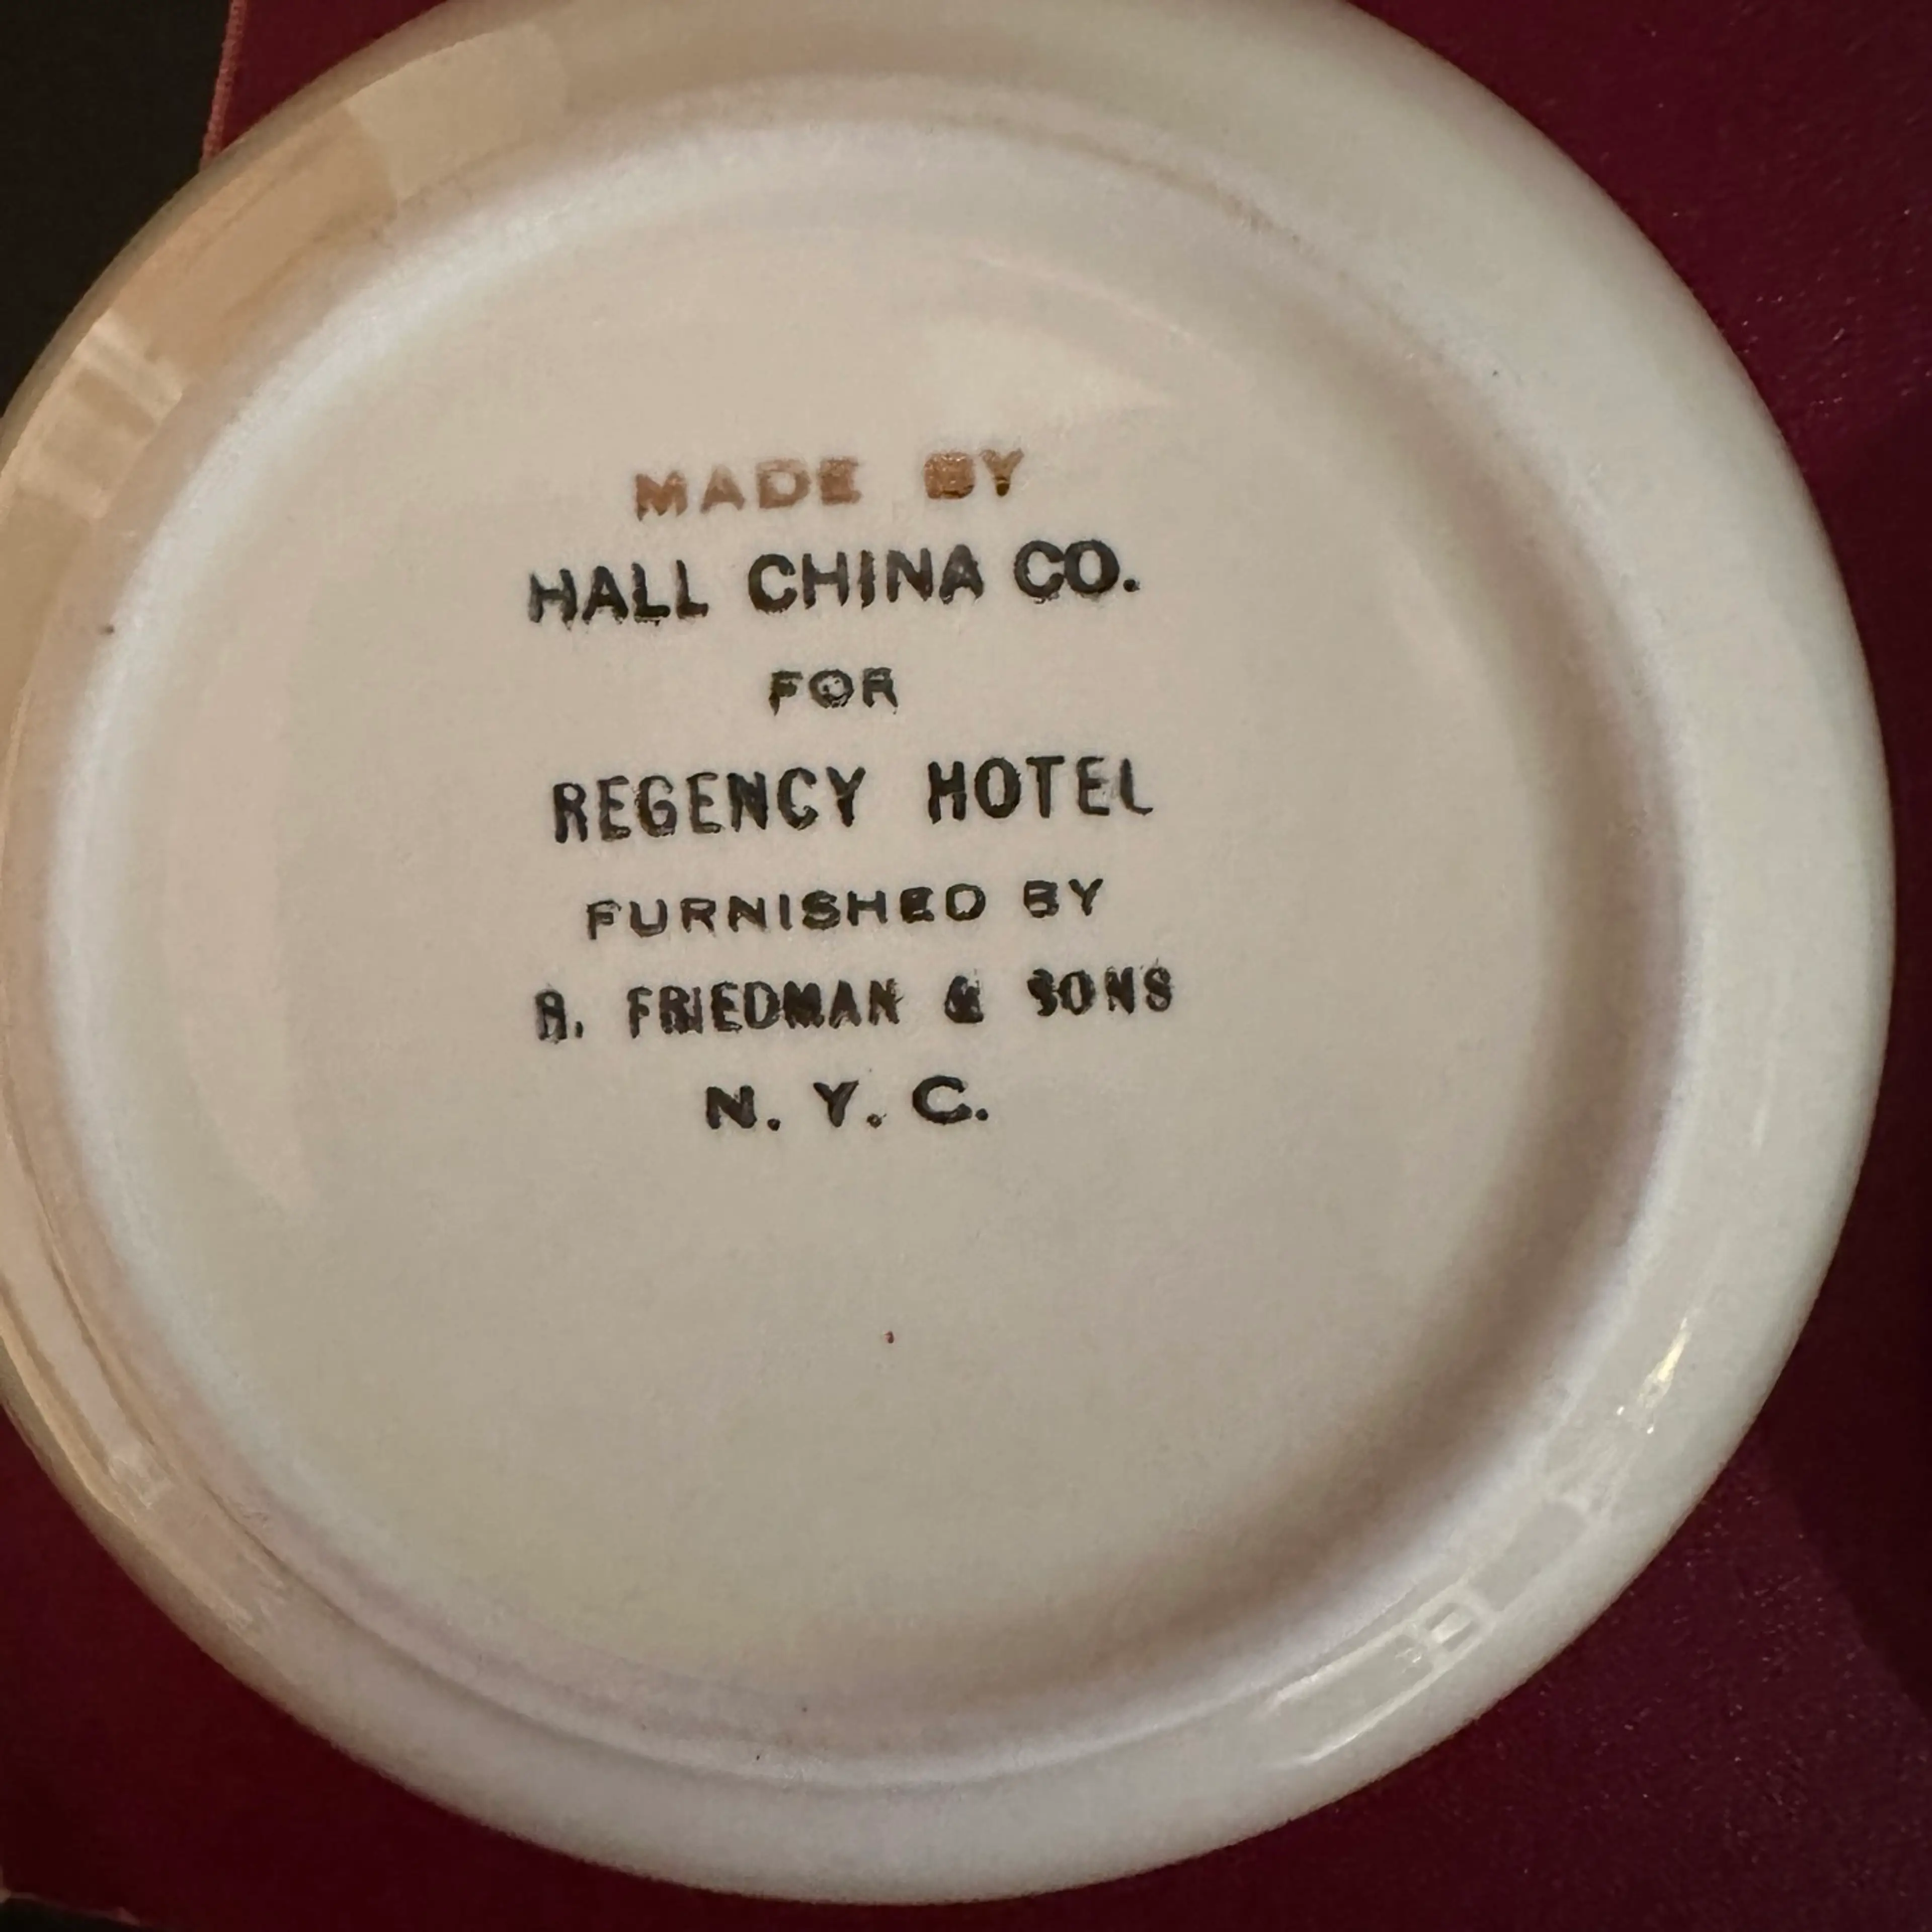 MADE BY
HALL CHINA CO.
FOR
REGENCY HOTEL
FURNISHED BY
FRIEDMAN & SONS
N. Y. C.